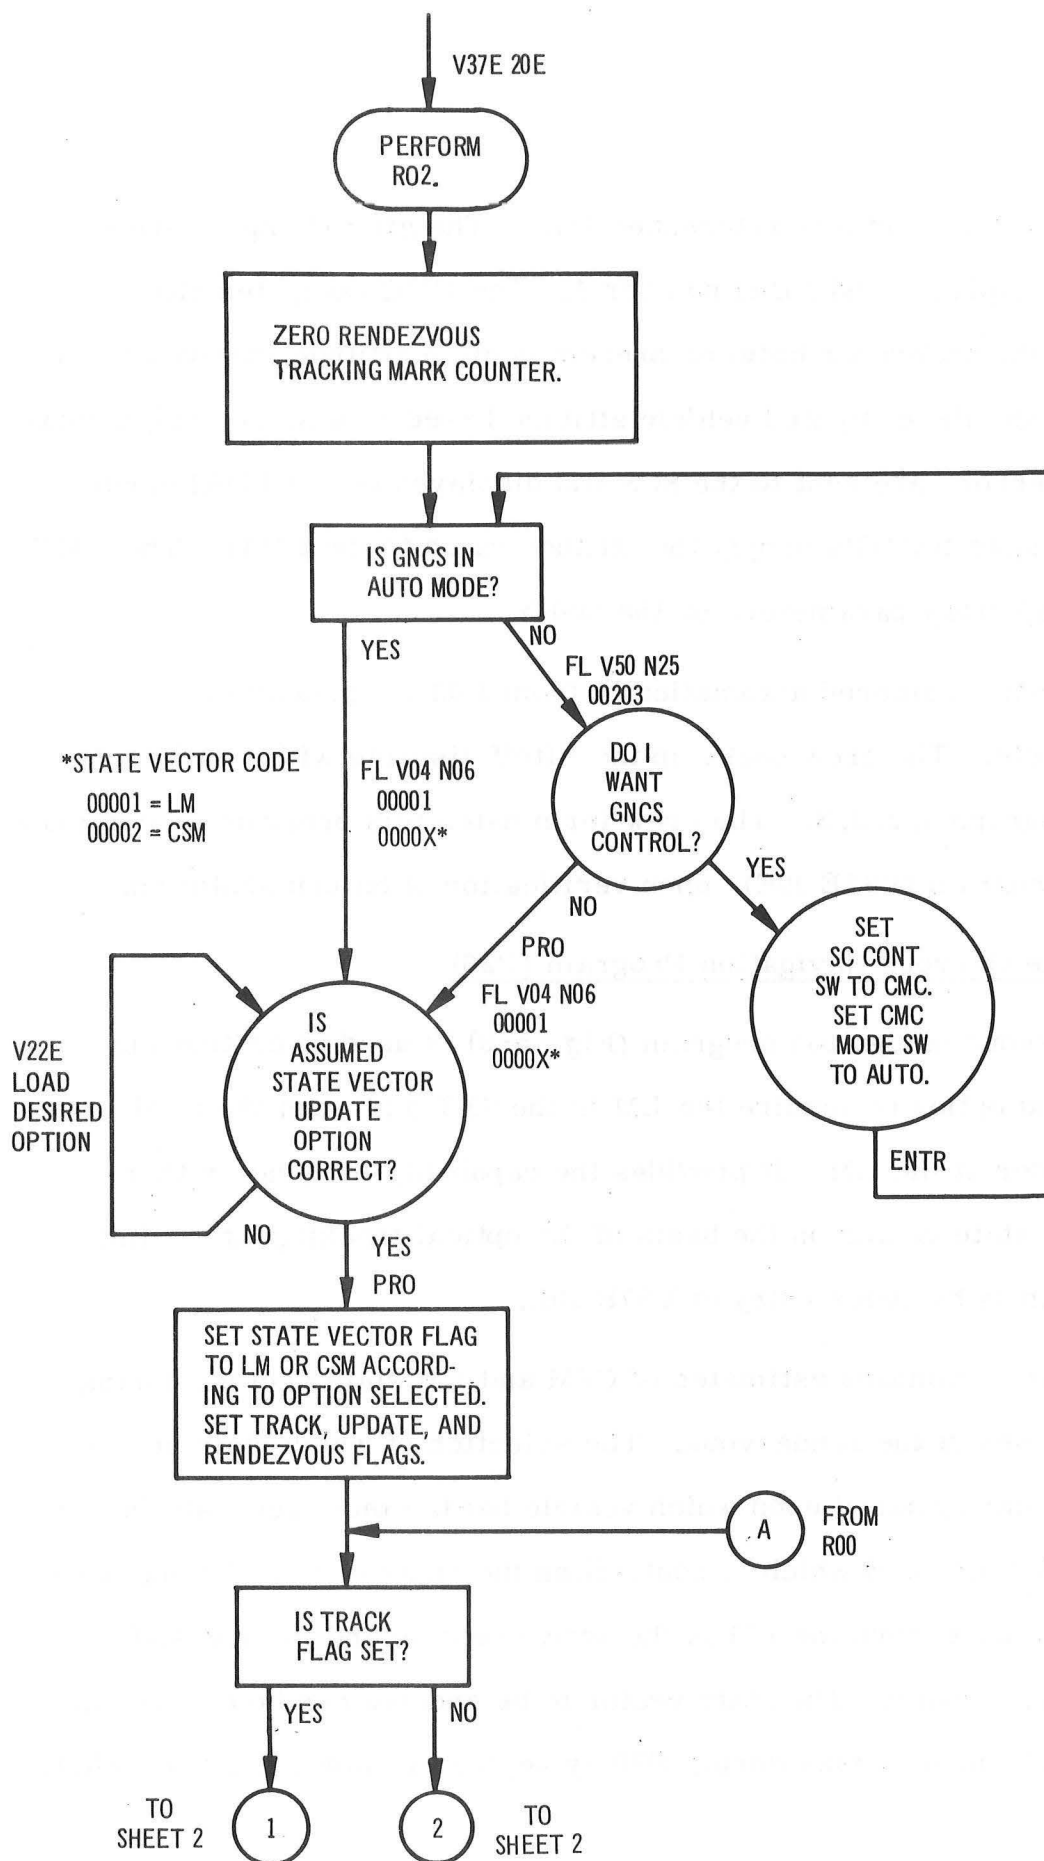 V37E 20E
PERFORM
RO2.
ZERO RENDEZVOUS
TRACKING MARK COUNTER.
IS GNCS IN
AUTO MODE?
YES
NO
FL V50 N25
00203
*STATE VECTOR CODE
00001 = LM
00002 = CSM
FL V04 N06
00001
0000X*
DO I
WANT
GNCS
CONTROL?
YES
NO
PRO
FL V04 N06
00001
0000X*
SET
SC CONT
SW TO CMC.
SET CMC
MODE SW
TO AUTO.
ENTR
V22E
LOAD
DESIRED
OPTION
IS
ASSUMED
STATE VECTOR
UPDATE
OPTION
CORRECT?
NO
YES
PRO
SET STATE VECTOR FLAG
TO LM OR CSM ACCORD-
ING TO OPTION SELECTED.
SET TRACK, UPDATE, AND
RENDEZVOUS FLAGS.
A
FROM
R00
IS TRACK
FLAG SET?
YES
NO
TO
SHEET 2
1
2
TO
SHEET 2